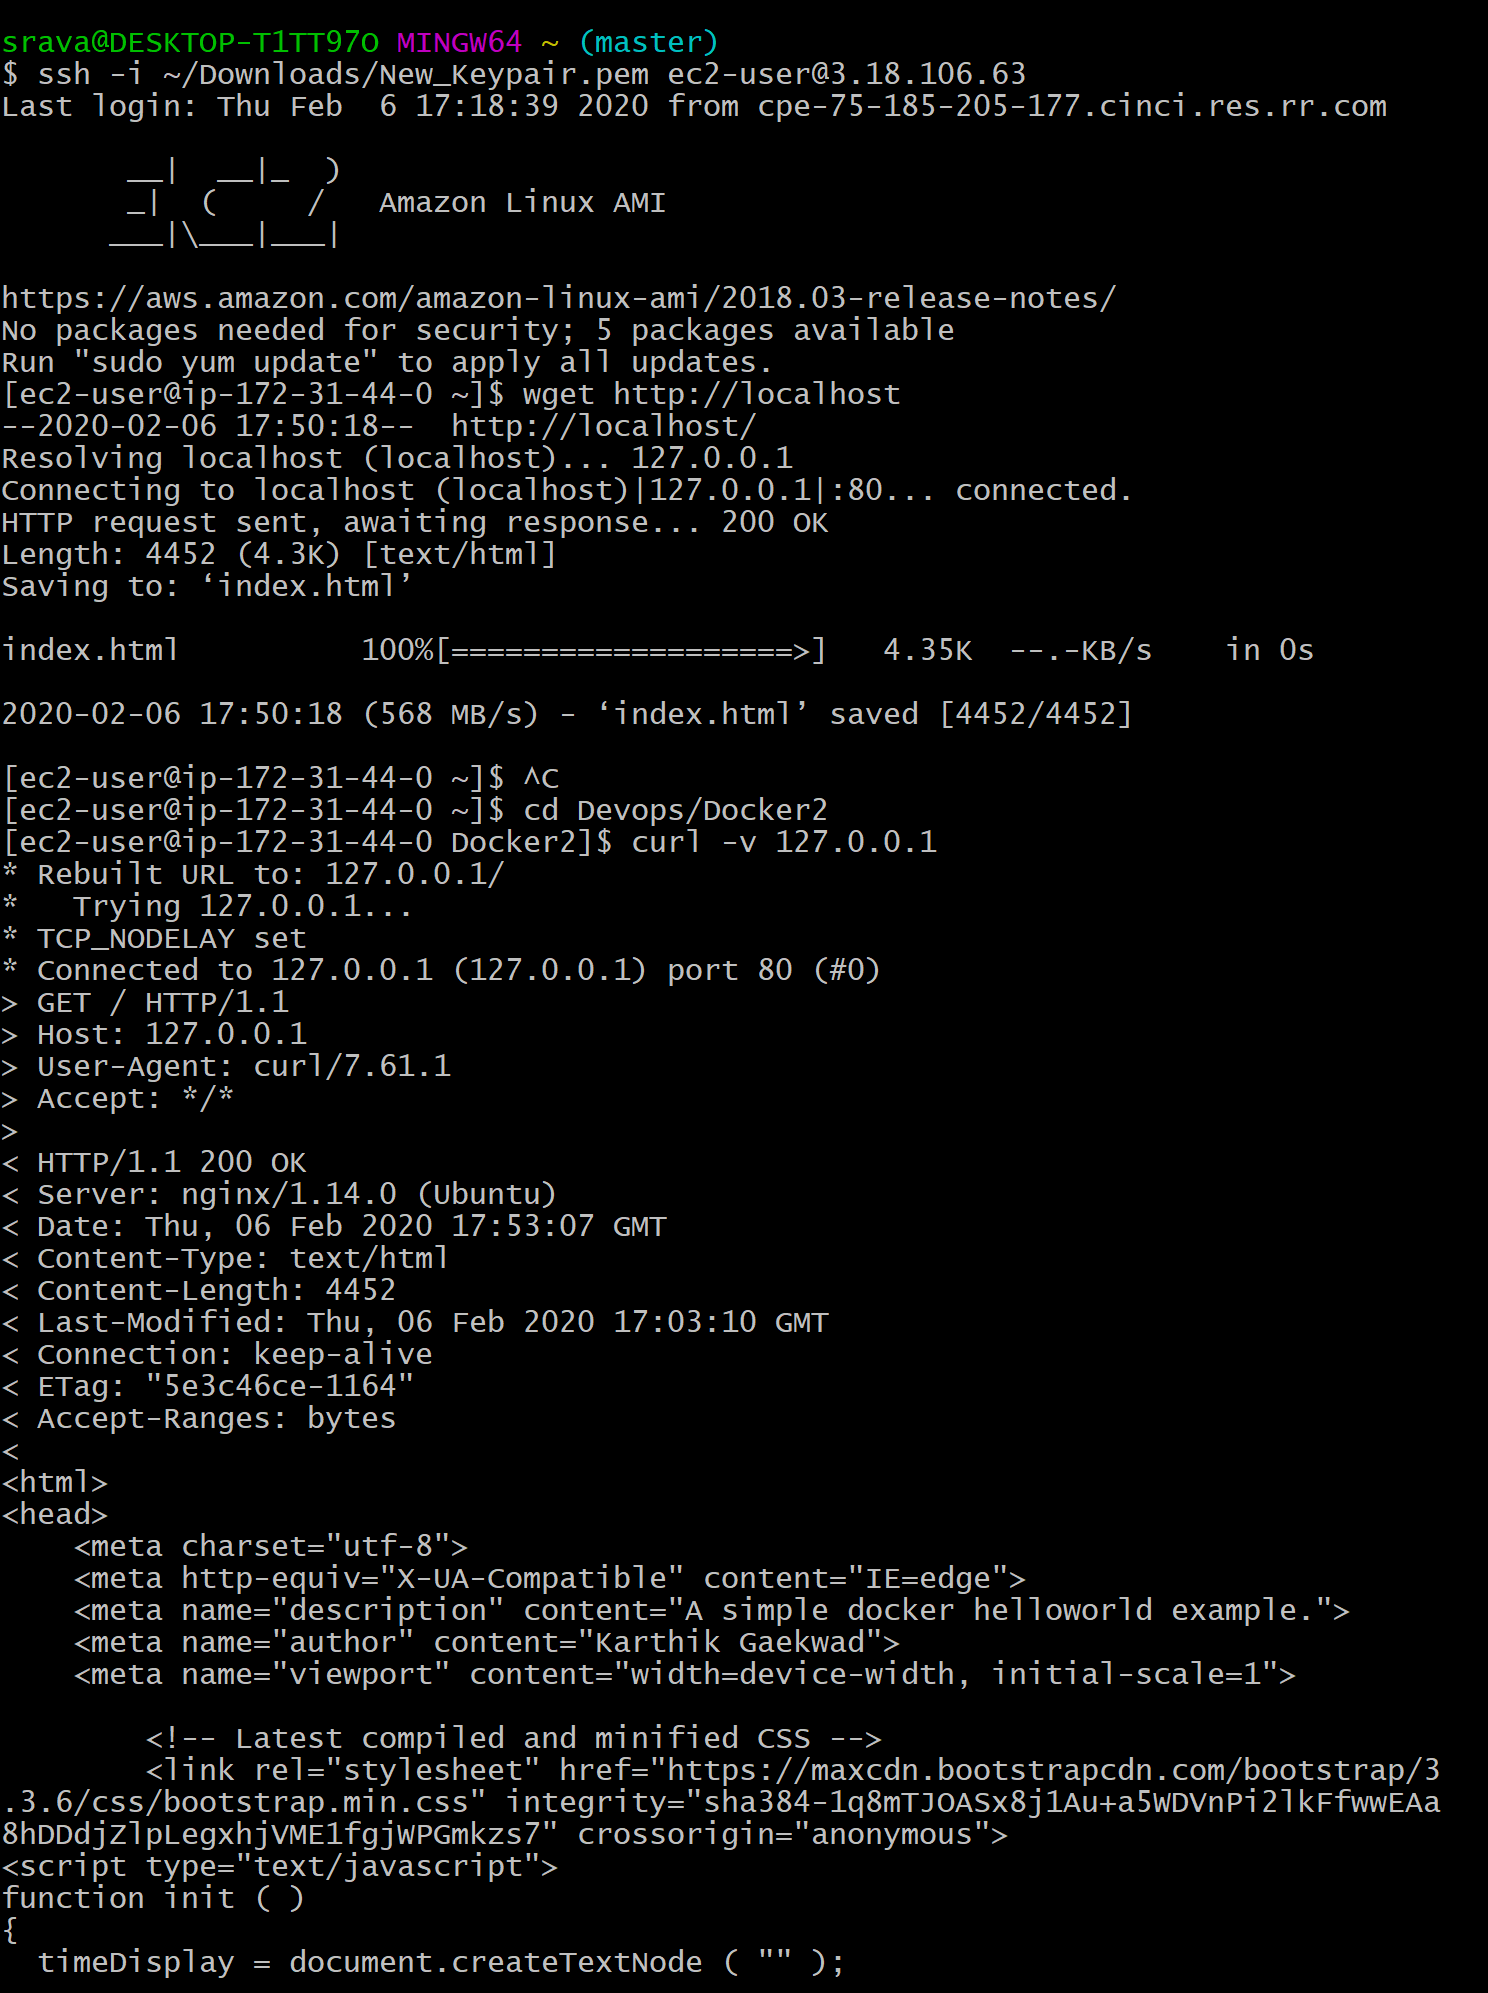 srava@DESKTOP-T1TT97O MINGW64 ~ (master)
$ ssh -i ~/Downloads/New_Keypair.pem ec2-user@3.18.106.63
Last login: Thu Feb  6 17:18:39 2020 from cpe-75-185-205-177.cinci.res.rr.com

       __|  __|_  )
       _|  (     /   Amazon Linux AMI
      ___|\___|___|

https://aws.amazon.com/amazon-linux-ami/2018.03-release-notes/
No packages needed for security; 5 packages available
Run "sudo yum update" to apply all updates.
[ec2-user@ip-172-31-44-0 ~]$ wget http://localhost
--2020-02-06 17:50:18--  http://localhost/
Resolving localhost (localhost)... 127.0.0.1
Connecting to localhost (localhost)|127.0.0.1|:80... connected.
HTTP request sent, awaiting response... 200 OK
Length: 4452 (4.3K) [text/html]
Saving to: ‘index.html’

index.html          100%[===================>]   4.35K  --.-KB/s    in 0s

2020-02-06 17:50:18 (568 MB/s) - ‘index.html’ saved [4452/4452]

[ec2-user@ip-172-31-44-0 ~]$ ^C
[ec2-user@ip-172-31-44-0 ~]$ cd Devops/Docker2
[ec2-user@ip-172-31-44-0 Docker2]$ curl -v 127.0.0.1
* Rebuilt URL to: 127.0.0.1/
*   Trying 127.0.0.1...
* TCP_NODELAY set
* Connected to 127.0.0.1 (127.0.0.1) port 80 (#0)
> GET / HTTP/1.1
> Host: 127.0.0.1
> User-Agent: curl/7.61.1
> Accept: */*
>
< HTTP/1.1 200 OK
< Server: nginx/1.14.0 (Ubuntu)
< Date: Thu, 06 Feb 2020 17:53:07 GMT
< Content-Type: text/html
< Content-Length: 4452
< Last-Modified: Thu, 06 Feb 2020 17:03:10 GMT
< Connection: keep-alive
< ETag: "5e3c46ce-1164"
< Accept-Ranges: bytes
<
<html>
<head>
    <meta charset="utf-8">
    <meta http-equiv="X-UA-Compatible" content="IE=edge">
    <meta name="description" content="A simple docker helloworld example.">
    <meta name="author" content="Karthik Gaekwad">
    <meta name="viewport" content="width=device-width, initial-scale=1">

        <!-- Latest compiled and minified CSS -->
        <link rel="stylesheet" href="https://maxcdn.bootstrapcdn.com/bootstrap/3
.3.6/css/bootstrap.min.css" integrity="sha384-1q8mTJOASx8j1Au+a5WDVnPi2lkFfwwEAa
8hDDdjZlpLegxhjVME1fgjWPGmkzs7" crossorigin="anonymous">
<script type="text/javascript">
function init ( )
{
  timeDisplay = document.createTextNode ( "" );